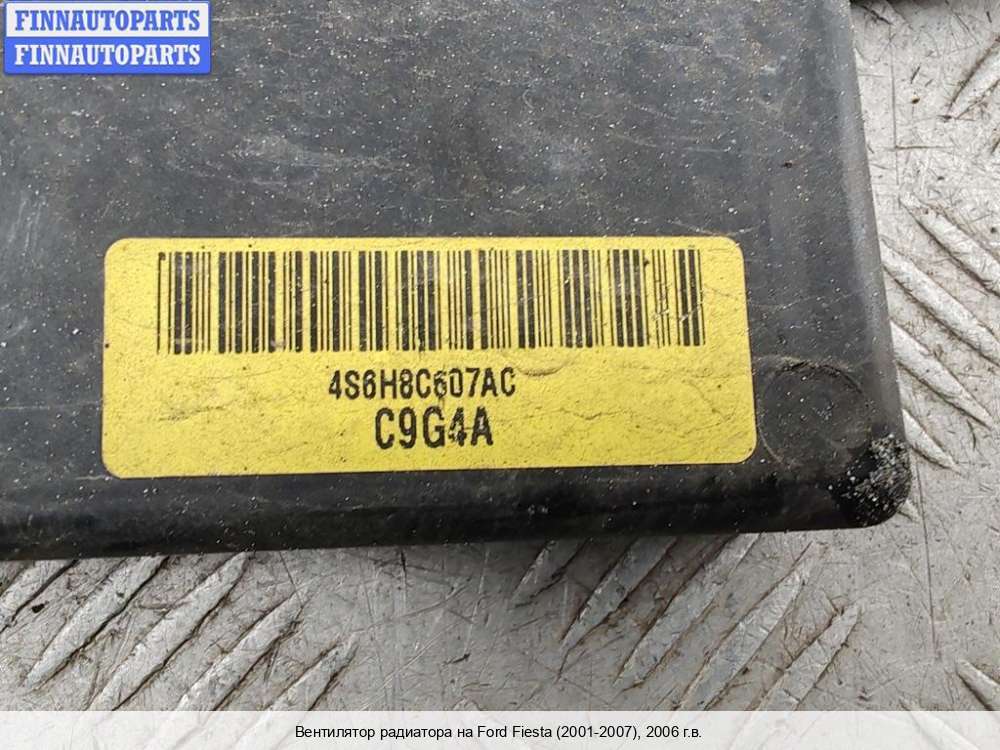 FINNAUTOPARTS
FINNAUTOPARTS
4S6H8C607AC
C9G4A
Вентилятор радиатора на Ford Fiesta (2001-2007), 2006 г.в.